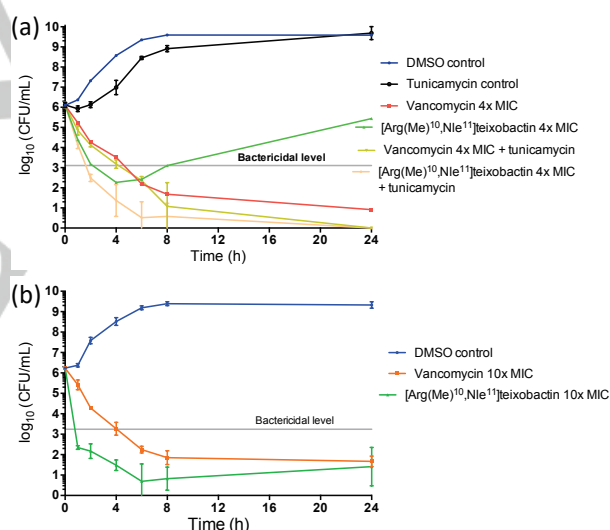 (a)
10
9
8
7
6
5
4
3
2
1
0
log10 (CFU/mL)
Bactericidal level
0 4 8 12 16 20 24
Time (h)
DMSO control
Tunicamycin control
Vancomycin 4x MIC
[Arg(Me)10,Nle11]teixobactin 4x MIC
Vancomycin 4x MIC + tunicamycin
[Arg(Me)10,Nle11]teixobactin 4x MIC
+ tunicamycin
(b)
10
9
8
7
6
5
4
3
2
1
0
log10 (CFU/mL)
Bactericidal level
0 4 8 12 16 20 24
Time (h)
DMSO control
Vancomycin 10x MIC
[Arg(Me)10,Nle11]teixobactin 10x MIC